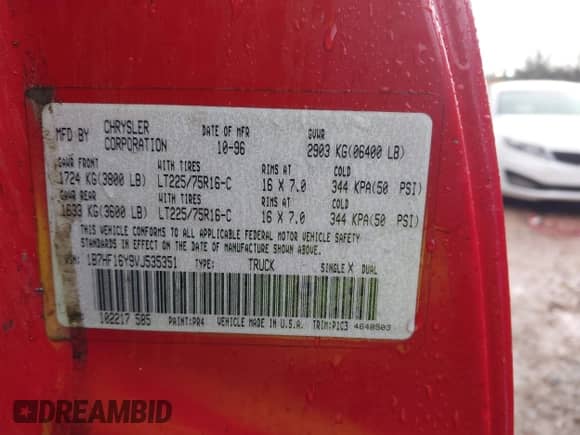 MFD BY CHRYSLER CORPORATION DATE OF MFR 10-96 GVWR 2903 KG(06400 LB)
GAWR FRONT WITH TIRES RIMS AT COLD
1724 KG(3800 LB) LT225/75R16-C 16 X 7.0 344 KPA(50 PSI)
GAWR REAR WITH TIRES RIMS AT COLD
1633 KG(3600 LB) LT225/75R16-C 16 X 7.0 344 KPA(50 PSI)
THIS VEHICLE CONFORMS TO ALL APPLICABLE FEDERAL MOTOR VEHICLE SAFETY
STANDARDS IN EFFECT ON THE DATE OF MANUFACTURE SHOWN ABOVE.
VIN: 1B7HF16Y9VJ535351 TYPE: TRUCK SINGLE X DUAL
102217 585 PAINT:PR4 VEHICLE MADE IN U.S.A. TRIM:P1C3 4648503
DREAMBID